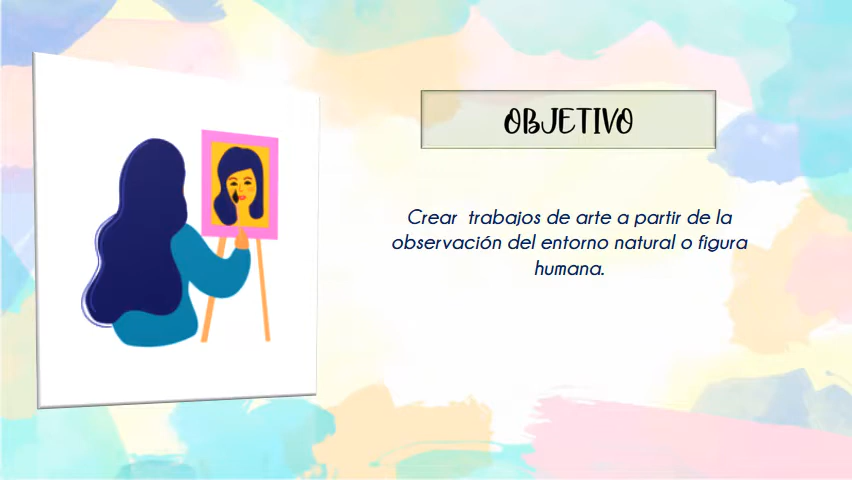 OBJETIVO
Crear trabajos de arte a partir de la
observación del entorno natural o figura
humana.